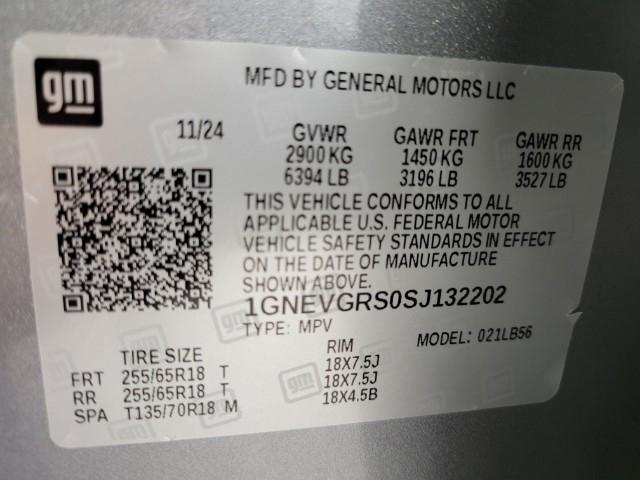 gm
MFD BY GENERAL MOTORS LLC
11/24 GVWR GAWR FRT GAWR RR
2900 KG 1450 KG 1600 KG
6394 LB 3196 LB 3527 LB
THIS VEHICLE CONFORMS TO ALL
APPLICABLE U.S. FEDERAL MOTOR
VEHICLE SAFETY STANDARDS IN EFFECT
ON THE DATE OF MANUFACTURE
SHOWN ABOVE.
1GNEVGRS0SJ132202
TYPE: MPV MODEL: 021LB56
TIRE SIZE RIM
FRT 255/65R18 T 18X7.5J
RR 255/65R18 T 18X7.5J
SPA T135/70R18 M 18X4.5B